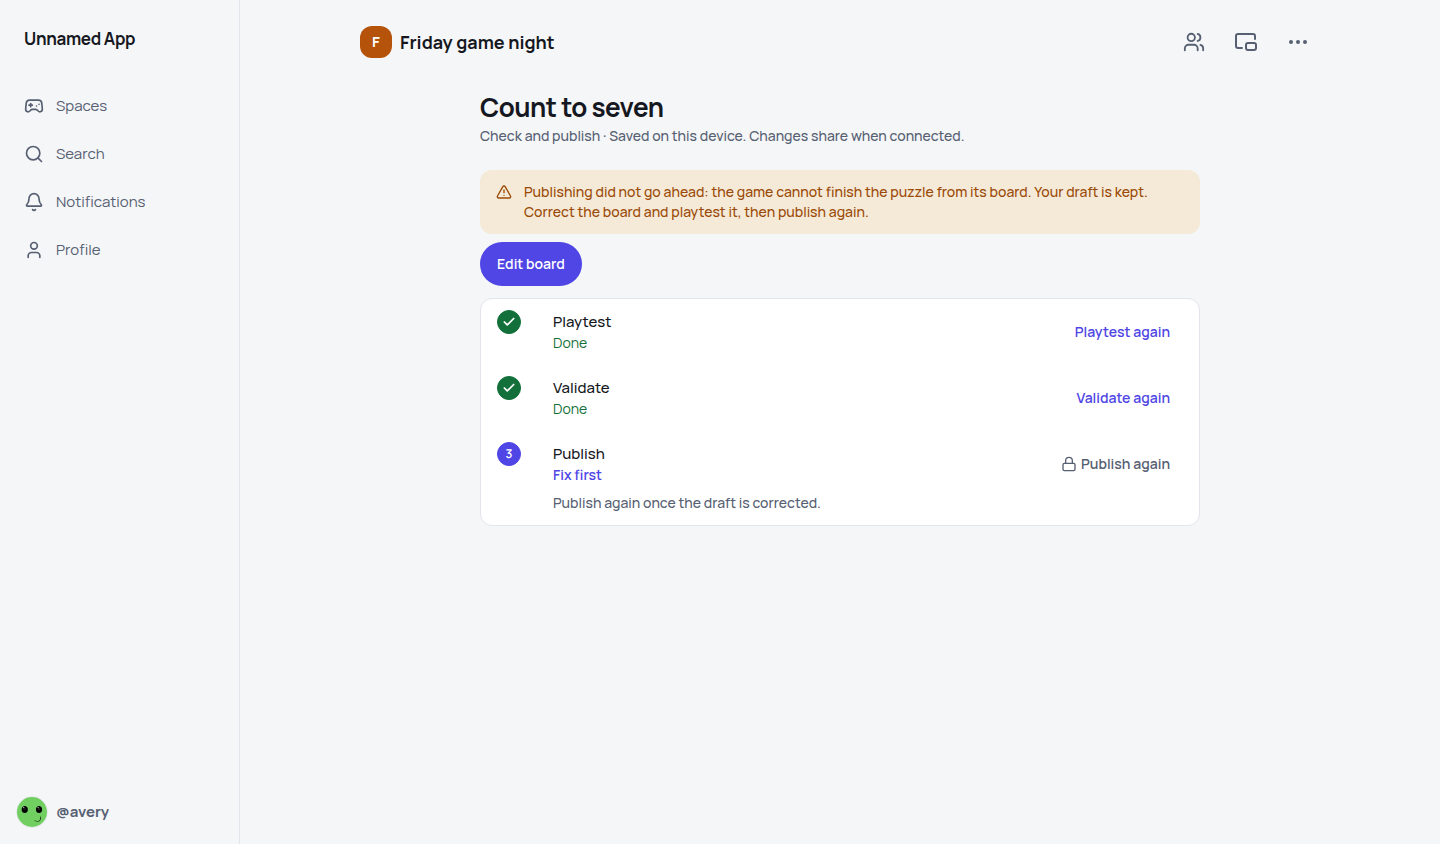 Unnamed App
Spaces
Search
Notifications
Profile
@avery
F
Friday game night
Count to seven
Check and publish · Saved on this device. Changes share when connected.
Publishing did not go ahead: the game cannot finish the puzzle from its board. Your draft is kept.
Correct the board and playtest it, then publish again.
Edit board
Playtest
Done
Playtest again
Validate
Done
Validate again
3
Publish
Fix first
Publish again
Publish again once the draft is corrected.